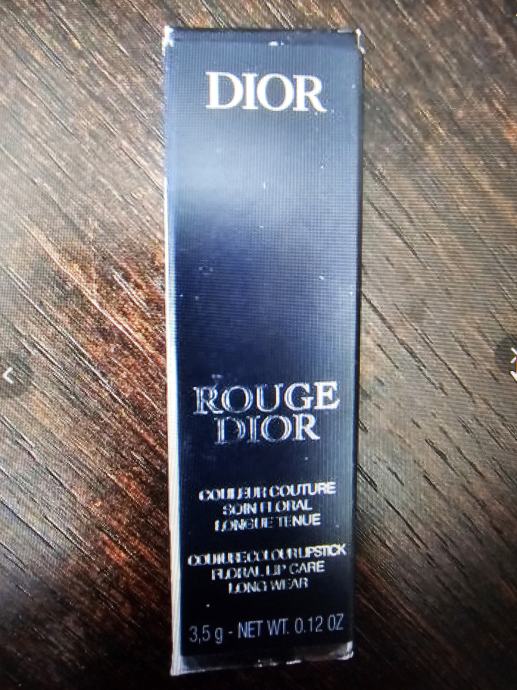 DIOR
ROUGE
DIOR
COULEUR COUTURE
SOIN FLORAL
LONGUE TENUE
COUTURE COLOUR LIPSTICK
FLORAL LIP CARE
LONG WEAR
3,5 g - NET WT. 0.12 OZ